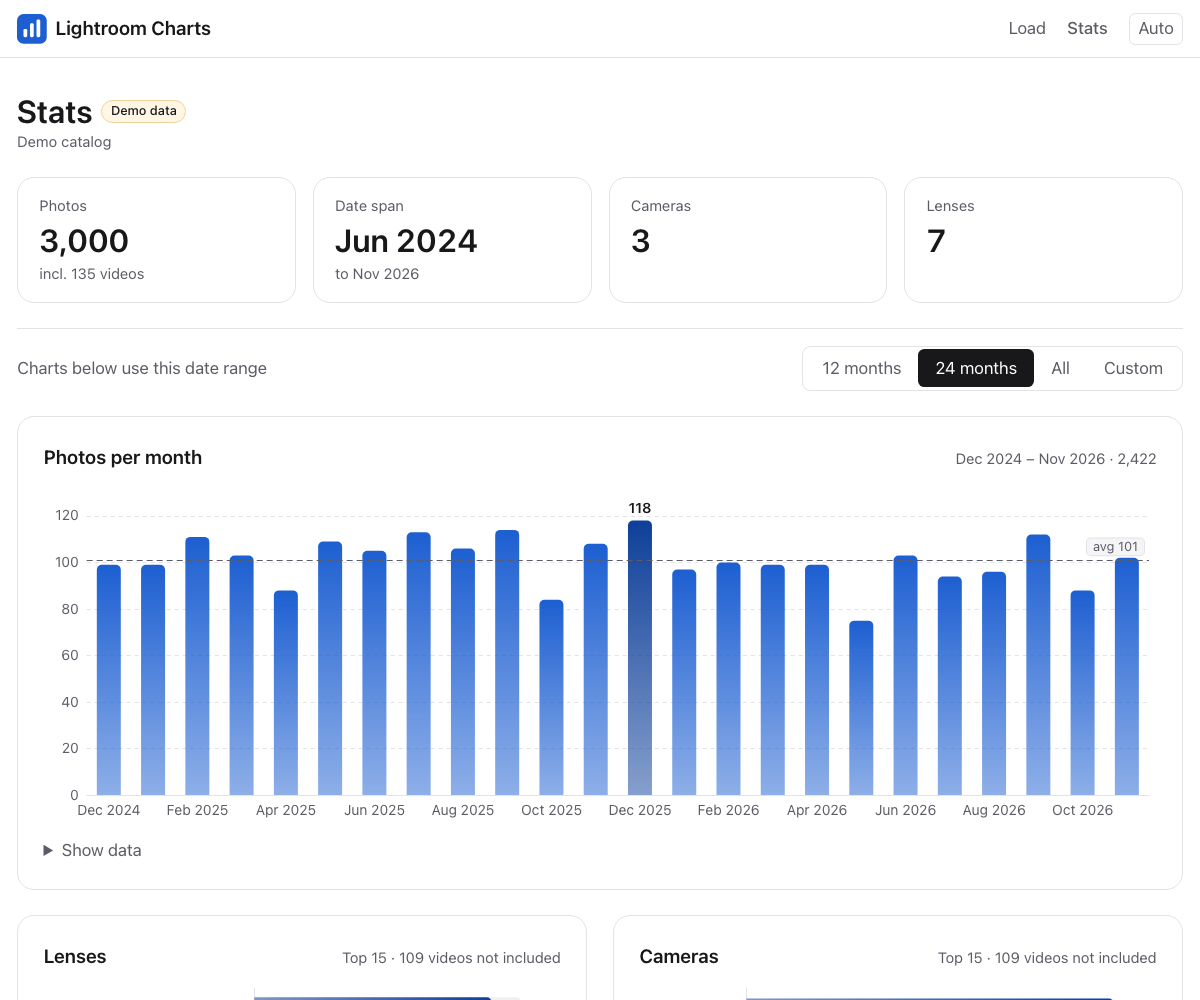 Lightroom Charts
Load
Stats
Auto
Stats
Demo data
Demo catalog
Photos
3,000
incl. 135 videos
Date span
Jun 2024
to Nov 2026
Cameras
3
Lenses
7
Charts below use this date range
12 months
24 months
All
Custom
Photos per month
Dec 2024 – Nov 2026 · 2,422
118
avg 101
120
100
80
60
40
20
0
Dec 2024
Feb 2025
Apr 2025
Jun 2025
Aug 2025
Oct 2025
Dec 2025
Feb 2026
Apr 2026
Jun 2026
Aug 2026
Oct 2026
Show data
Lenses
Top 15 · 109 videos not included
Cameras
Top 15 · 109 videos not included